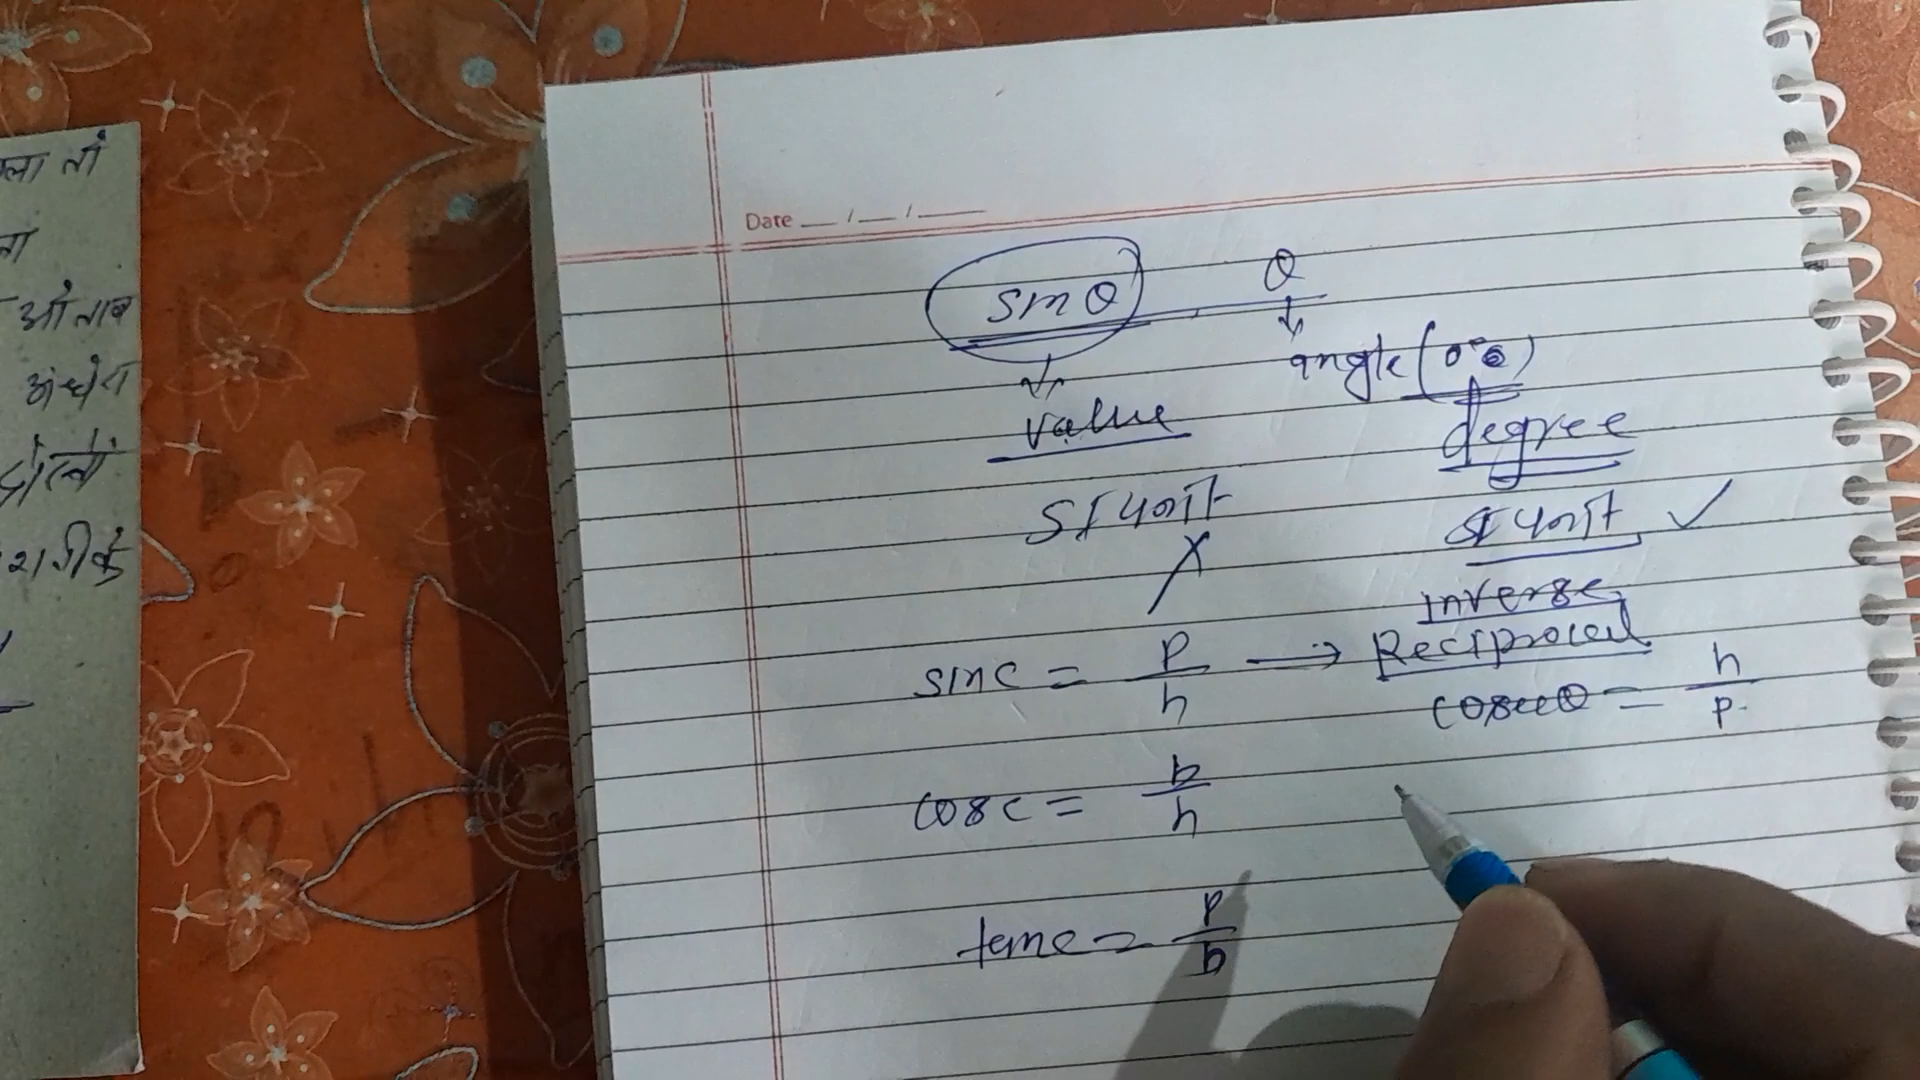 ला तो
ओ ताब
अंधेरा
Date __ / __ / ____
sinθ θ
angle (0°)
value degree
SI unit SI unit ✓
X
inverse
sinc = p/h → Reciprocal
cosecθ = h/p
cosc = b/h
tanc = p/b